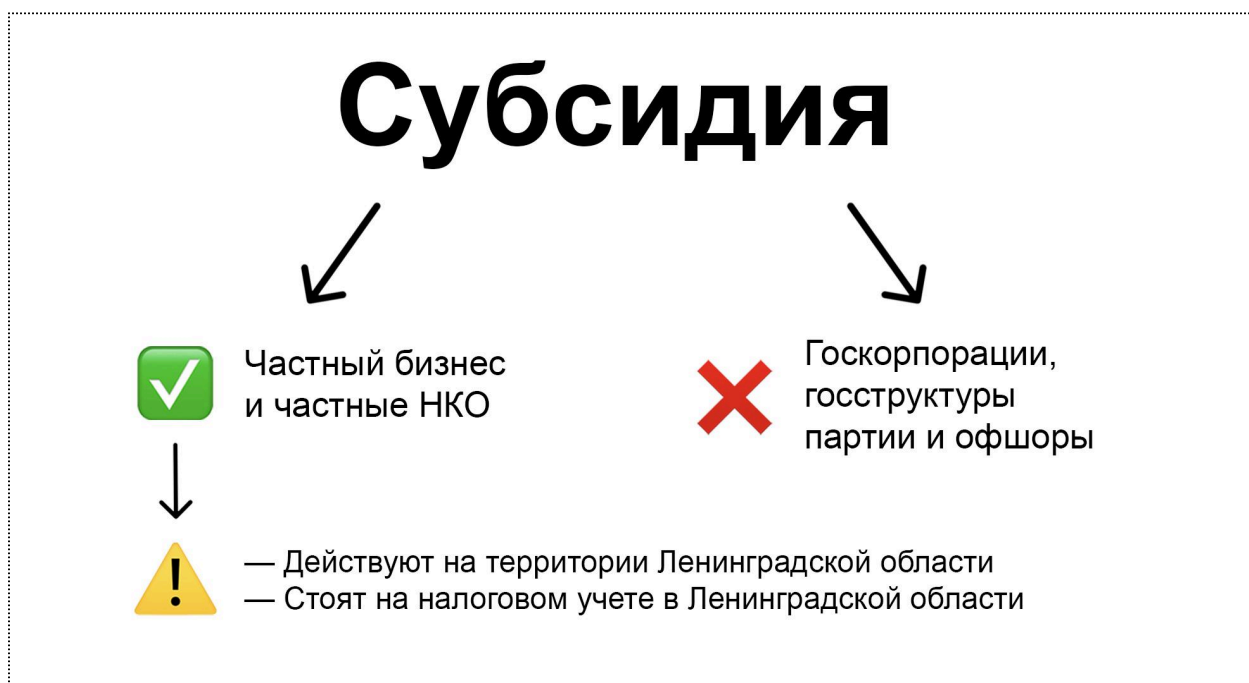 Субсидия
Частный бизнес
и частные НКО
Госкорпорации,
госструктуры
партии и офшоры
— Действуют на территории Ленинградской области
— Стоят на налоговом учете в Ленинградской области